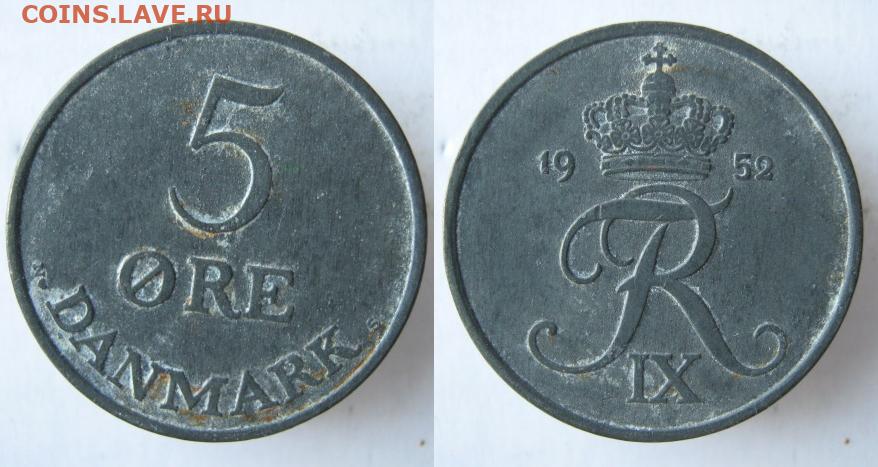 COINS.LAVE.RU
5
ØRE
N DANMARK S
19 52
FR
IX